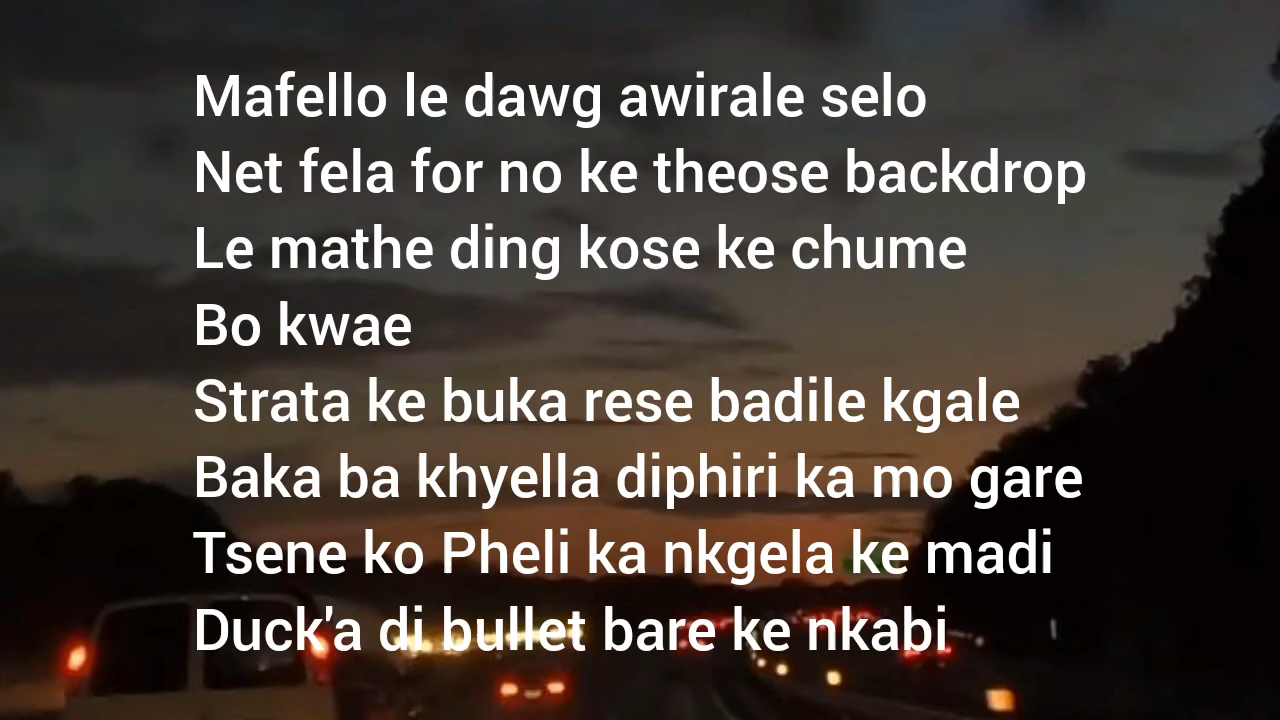 Mafello le dawg awirale selo
Net fela for no ke theose backdrop
Le mathe ding kose ke chume
Bo kwae
Strata ke buka rese badile kgale
Baka ba khyella diphiri ka mo gare
Tsene ko Pheli ka nkgela ke madi
Duck'a di bullet bare ke nkabi